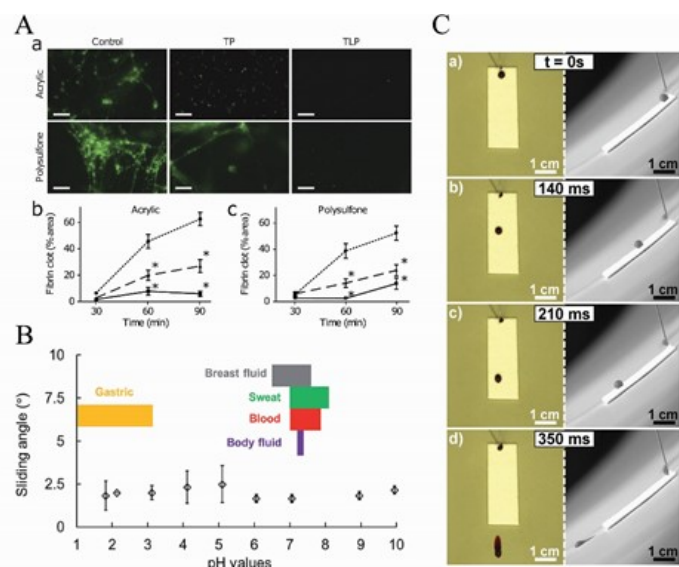 A
a
Control TP TLP
Acrylic
Polysulfone
b Acrylic
Fibrin clot (%-area)
60
40
20
0
30 60 90
Time (min)
* *
* *
c Polysulfone
Fibrin clot (%-area)
60
40
20
0
30 60 90
Time (min)
* *
* *
B
Sliding angle (°)
10
7.5
5
2.5
0
Gastric
Breast fluid
Sweat
Blood
Body fluid
1 2 3 4 5 6 7 8 9 10
pH values
C
a) t = 0s
1 cm 1 cm
b) 140 ms
1 cm 1 cm
c) 210 ms
1 cm 1 cm
d) 350 ms
1 cm 1 cm